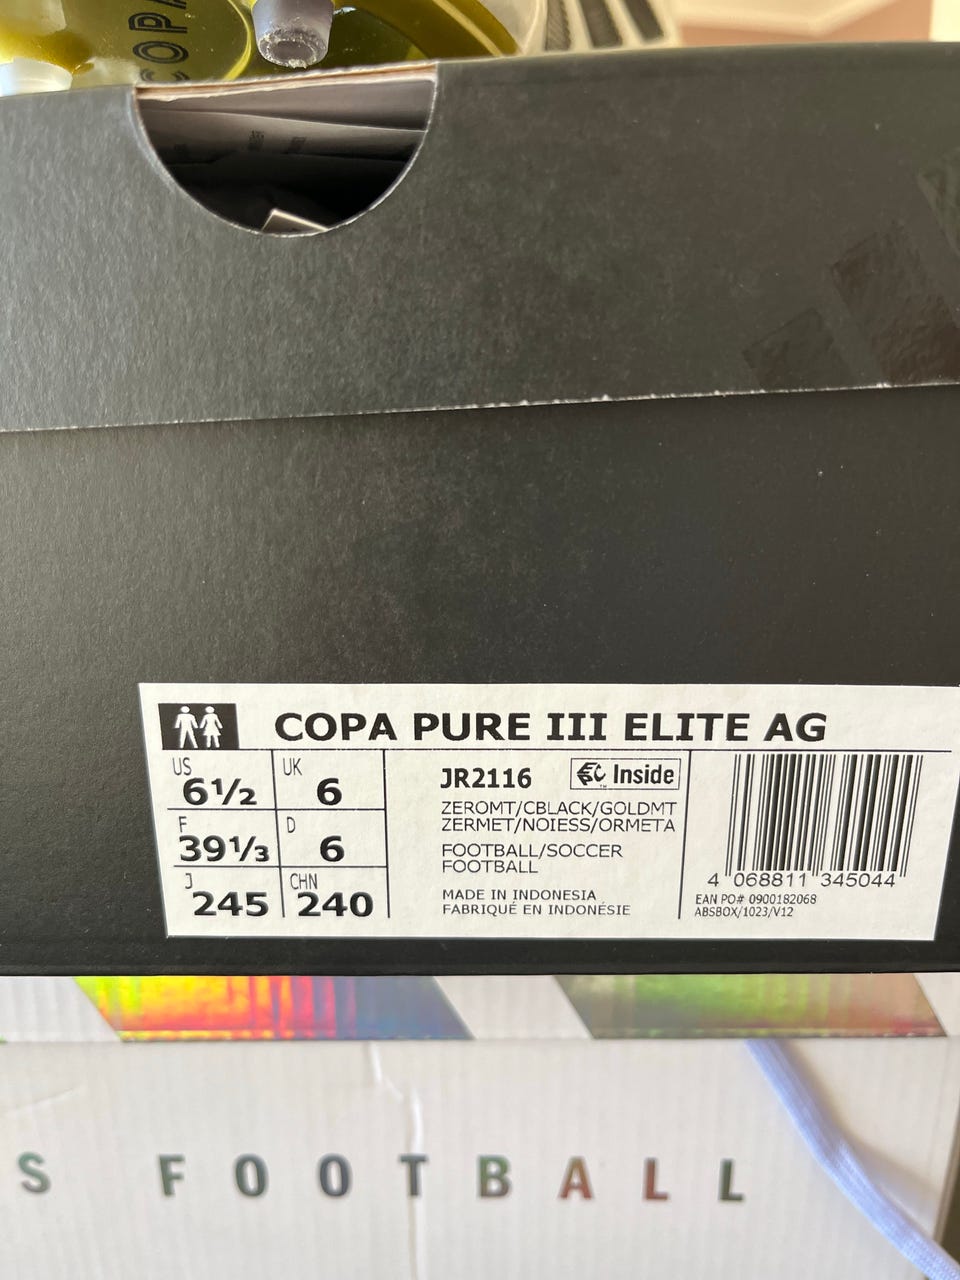 COPA
COPA PURE III ELITE AG
US
6½
UK
6
F
39⅓
D
6
J
245
CHN
240
JR2116
Inside
ZEROMT/CBLACK/GOLDMT
ZERMET/NOIESS/ORMETA
FOOTBALL/SOCCER
FOOTBALL
MADE IN INDONESIA
FABRIQUÉ EN INDONÉSIE
4 068811 345044
EAN PO# 0900182068
ABSBOX/1023/V12
S FOOTBALL